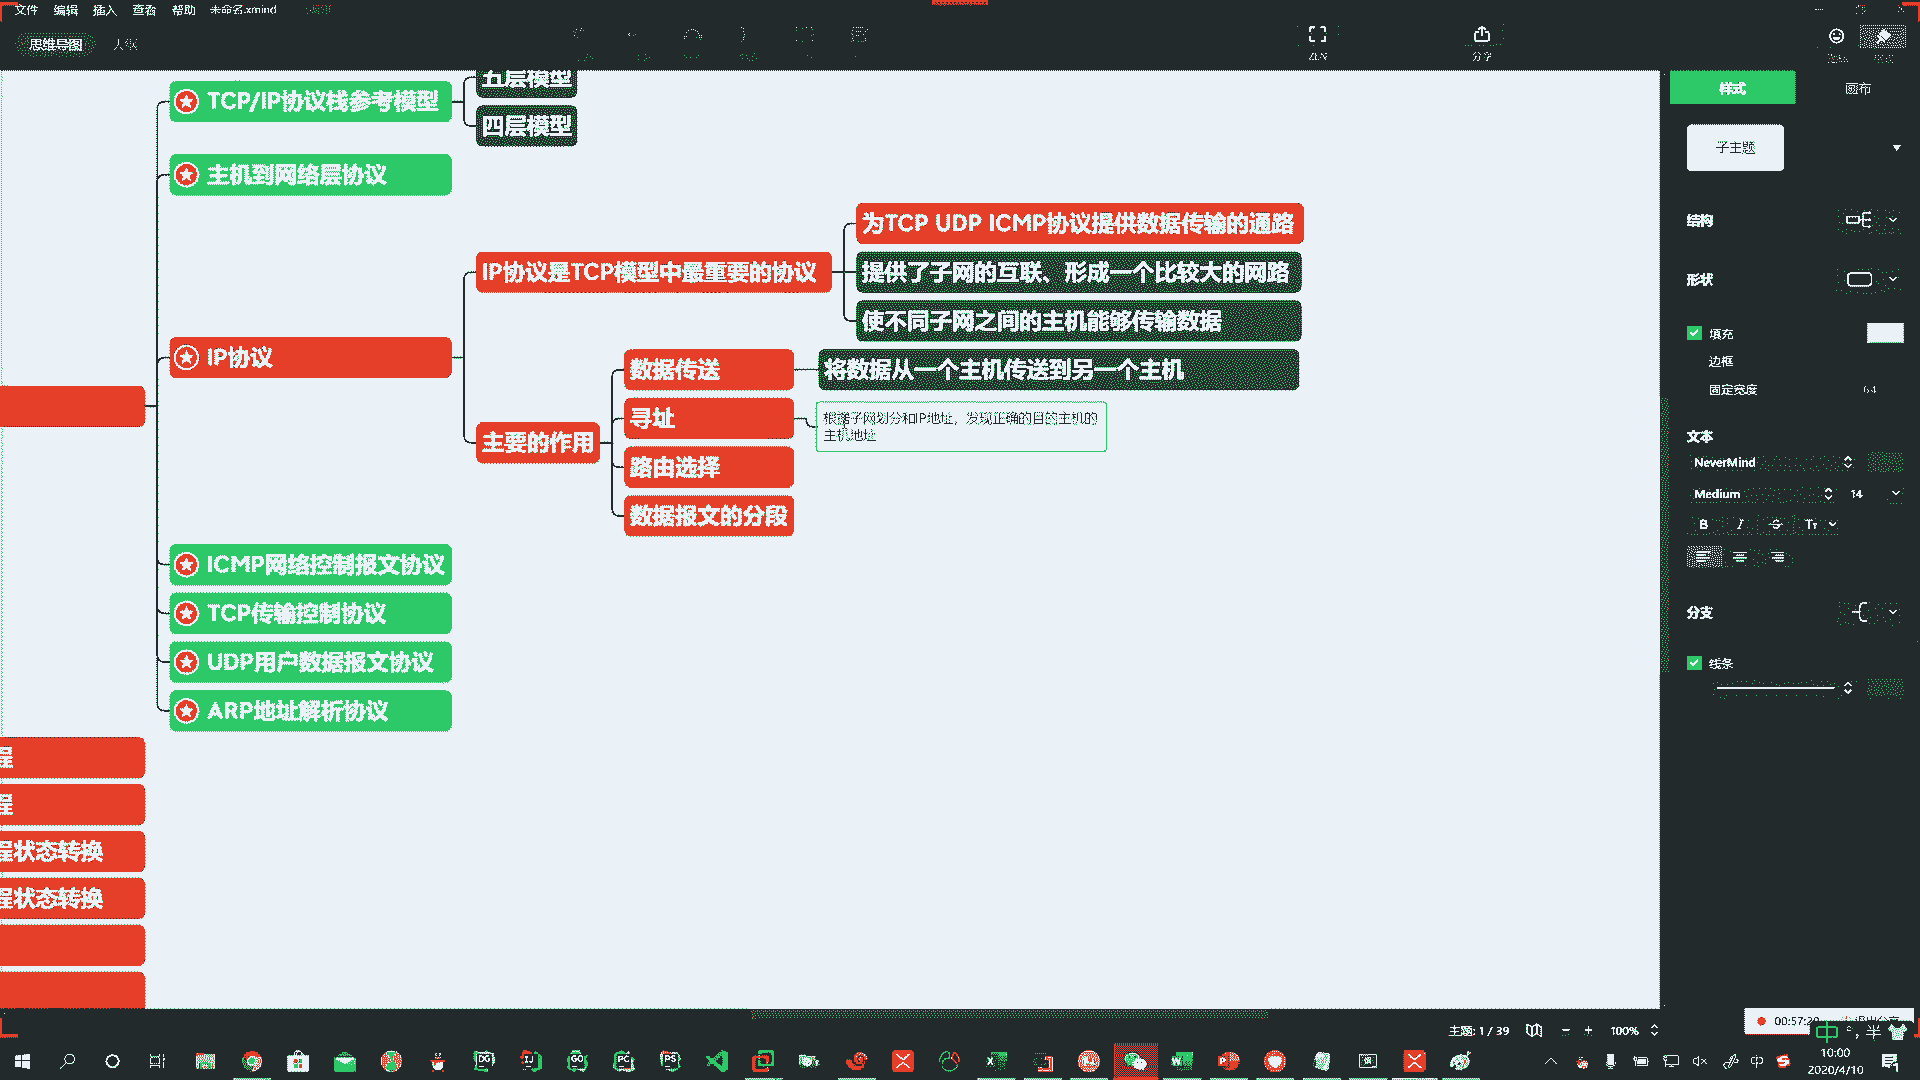 文件 编辑 插入 查看 帮助 未命名.xmind
思维导图 大纲
ZEN
分享
TCP/IP协议栈参考模型
五层模型
四层模型
主机到网络层协议
IP协议
IP协议是TCP模型中最重要的协议
为TCP UDP ICMP协议提供数据传输的通路
提供了子网的互联、形成一个比较大的网路
使不同子网之间的主机能够传输数据
主要的作用
数据传送
将数据从一个主机传送到另一个主机
寻址
根据子网划分和IP地址，发现正确的目的主机的
主机地址
路由选择
数据报文的分段
ICMP网络控制报文协议
TCP传输控制协议
UDP用户数据报文协议
ARP地址解析协议
程
程
程状态转换
程状态转换
样式 画布
子主题
结构
形状
填充
边框
固定宽度 64
文本
NeverMind
Medium 14
B I S Tт
分支
线条
主题: 1 / 39 100%
中 °, 半
中
10:00
2020/4/10